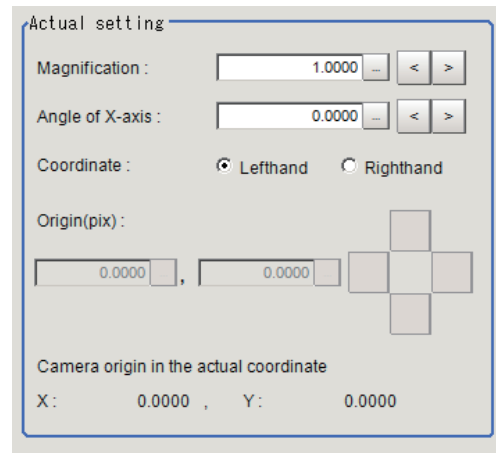 Actual setting
Magnification : 1.0000 ... < >
Angle of X-axis : 0.0000 ... < >
Coordinate : Lefthand Righthand
Origin(pix) :
0.0000 ... , 0.0000 ...
Camera origin in the actual coordinate
X : 0.0000 , Y : 0.0000